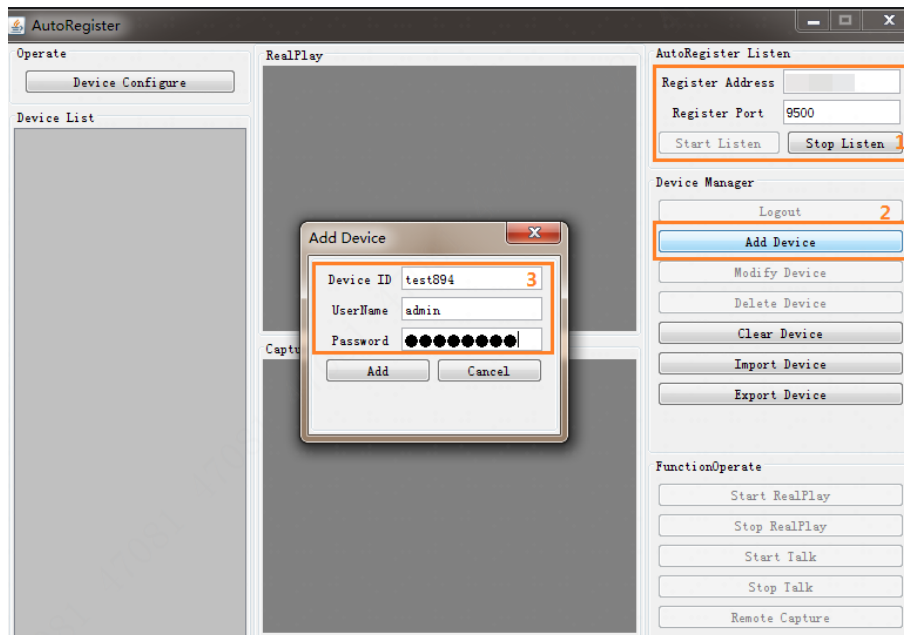 AutoRegister
Operate
Device Configure
Device List
RealPlay
AutoRegister Listen
Register Address
Register Port 9500
Start Listen Stop Listen 1
Device Manager
Logout 2
Add Device
Modify Device
Delete Device
Clear Device
Import Device
Export Device
Add Device
Device ID test894 3
UserName admin
Password
Add Cancel
Captu
FunctionOperate
Start RealPlay
Stop RealPlay
Start Talk
Stop Talk
Remote Capture